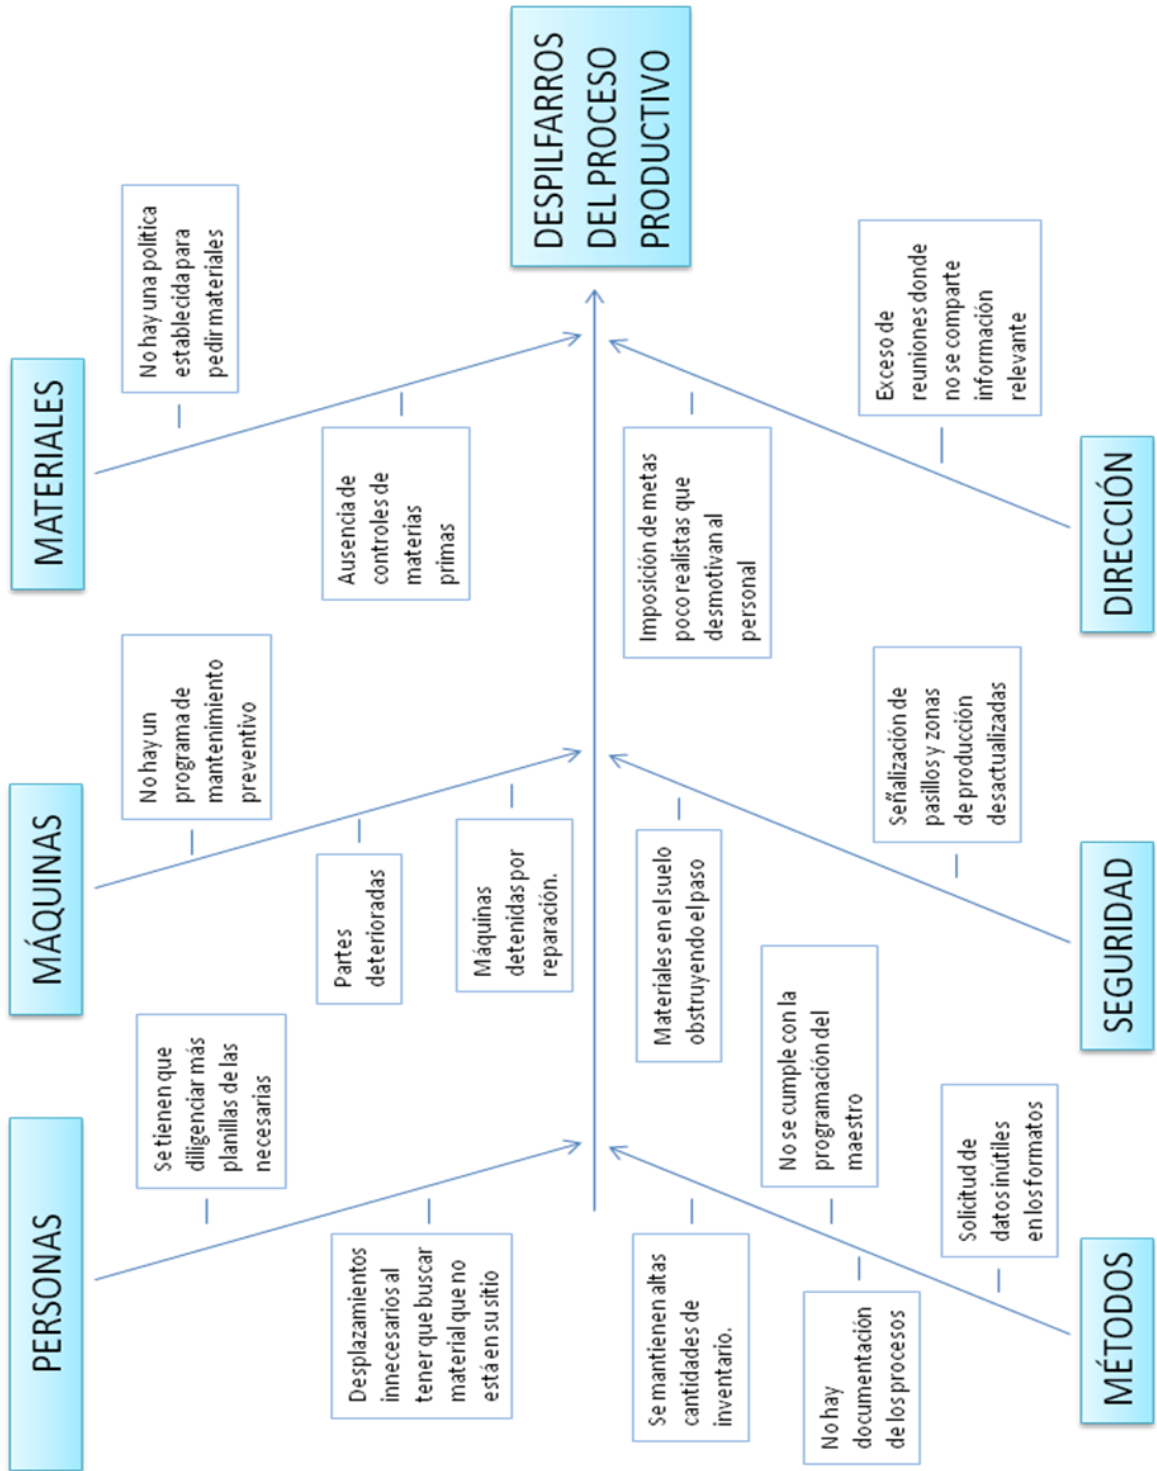 PERSONAS
MÁQUINAS
MATERIALES
Se tienen que
diligenciar más
planillas de las
necesarias
Desplazamientos
innecesarios al
tener que buscar
material que no
está en su sitio
No hay un
programa de
mantenimiento
preventivo
Partes
deterioradas
Máquinas
detenidas por
reparación.
No hay una política
establecida para
pedir materiales
Ausencia de
controles de
materias
primas
DESPILFARROS
DEL PROCESO
PRODUCTIVO
Se mantienen altas
cantidades de
inventario.
No se cumple con la
programación del
maestro
No hay
documentación
de los procesos
Solicitud de
datos inútiles
en los formatos
Materiales en el suelo
obstruyendo el paso
Señalización de
pasillos y zonas
de producción
desactualizadas
Imposición de metas
poco realistas que
desmotivan al
personal
Exceso de
reuniones donde
no se comparte
información
relevante
MÉTODOS
SEGURIDAD
DIRECCIÓN